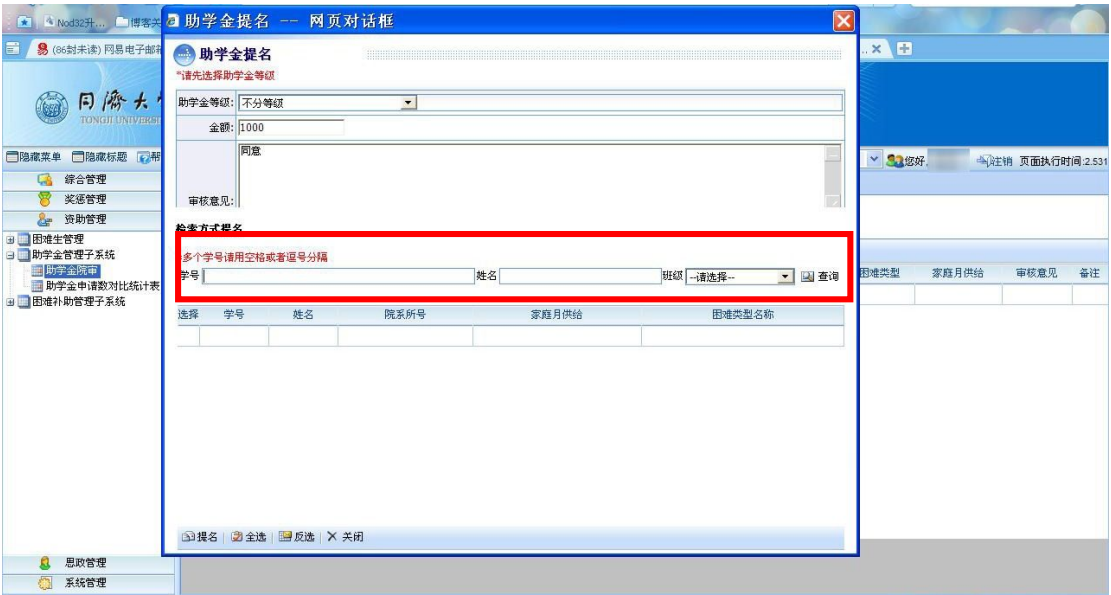 Nod32升... 博客关
助学金提名 -- 网页对话框
(86封未读) 网易电子邮箱
助学金提名
*请先选择助学金等级
同济大
TONGJI UNIVERSI
助学金等级: 不分等级
金额: 1000
同意
审核意见:
隐藏菜单 隐藏标题 帮
您好, 注销 页面执行时间:2.531
综合管理
奖惩管理
资助管理
困难生管理
助学金管理子系统
助学金院审
助学金申请数对比统计表
困难补助管理子系统
检索方式提名
多个学号请用空格或者逗号分隔
学号 姓名 班级 --请选择-- 查询
困难类型 家庭月供给 审核意见 备注
选择 学号 姓名 院系所号 家庭月供给 困难类型名称
提名 全选 反选 关闭
思政管理
系统管理